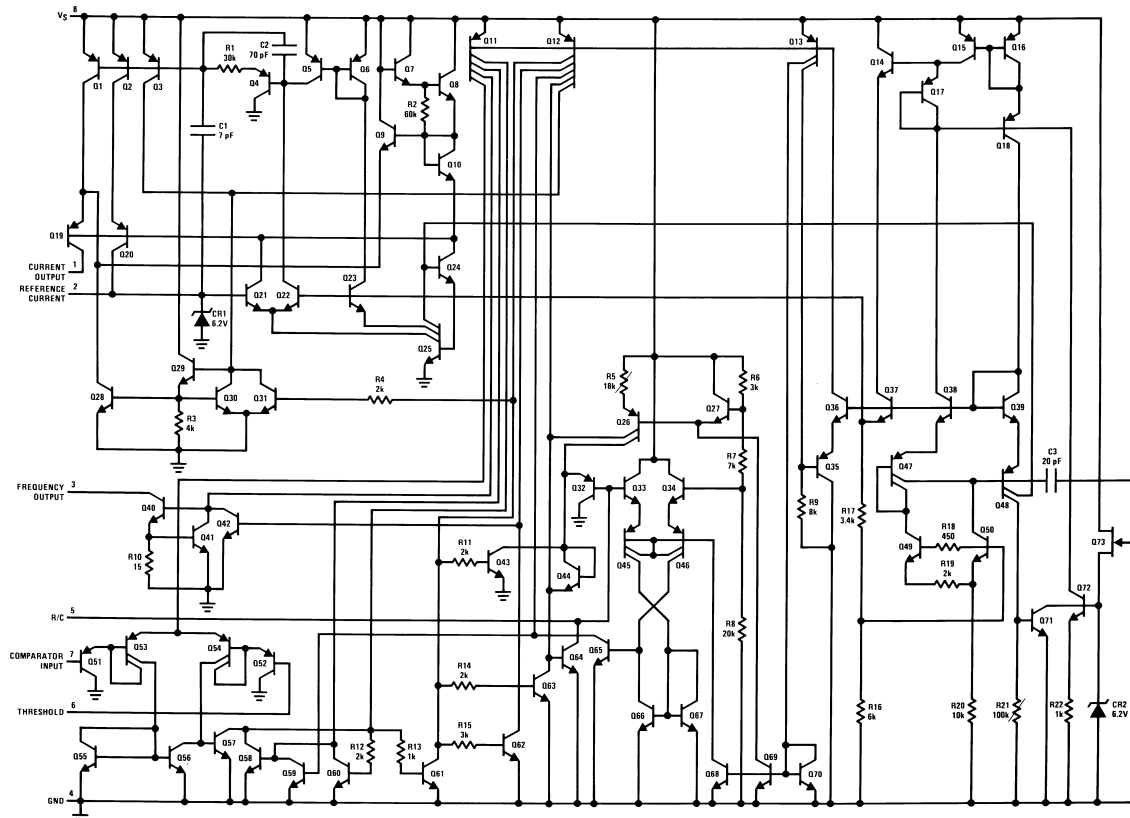 VS 8
Q1
Q2
Q3
R1
30k
C2
70 pF
Q4
Q5
Q6
Q7
Q8
R2
60k
Q9
Q10
Q11
Q12
Q13
Q14
Q15
Q16
Q17
Q18
C1
7 pF
Q19
Q20
CURRENT
OUTPUT 1
REFERENCE
CURRENT 2
CR1
6.2V
Q21
Q22
Q23
Q24
Q25
Q28
Q29
R3
4k
Q30
Q31
R4
2k
R5
18k
R6
3k
Q26
Q27
R7
7k
Q32
Q33
Q34
Q35
Q36
Q37
Q38
Q39
R9
8k
R17
3.4k
Q47
C3
20 pF
Q48
FREQUENCY
OUTPUT 3
Q40
Q41
Q42
R10
15
R11
2k
Q43
Q44
Q45
Q46
Q49
R18
450
Q50
R19
2k
Q73
R/C 5
Q53
Q54
COMPARATOR
INPUT 7
Q51
Q52
THRESHOLD 6
R14
2k
Q63
Q64
Q65
R8
20k
Q71
Q72
R15
3k
Q62
Q66
Q67
R16
6k
R20
10k
R21
100k
R22
1k
CR2
6.2V
Q55
Q56
Q57
Q58
Q59
Q60
R12
2k
R13
1k
Q61
Q68
Q69
Q70
GND 4